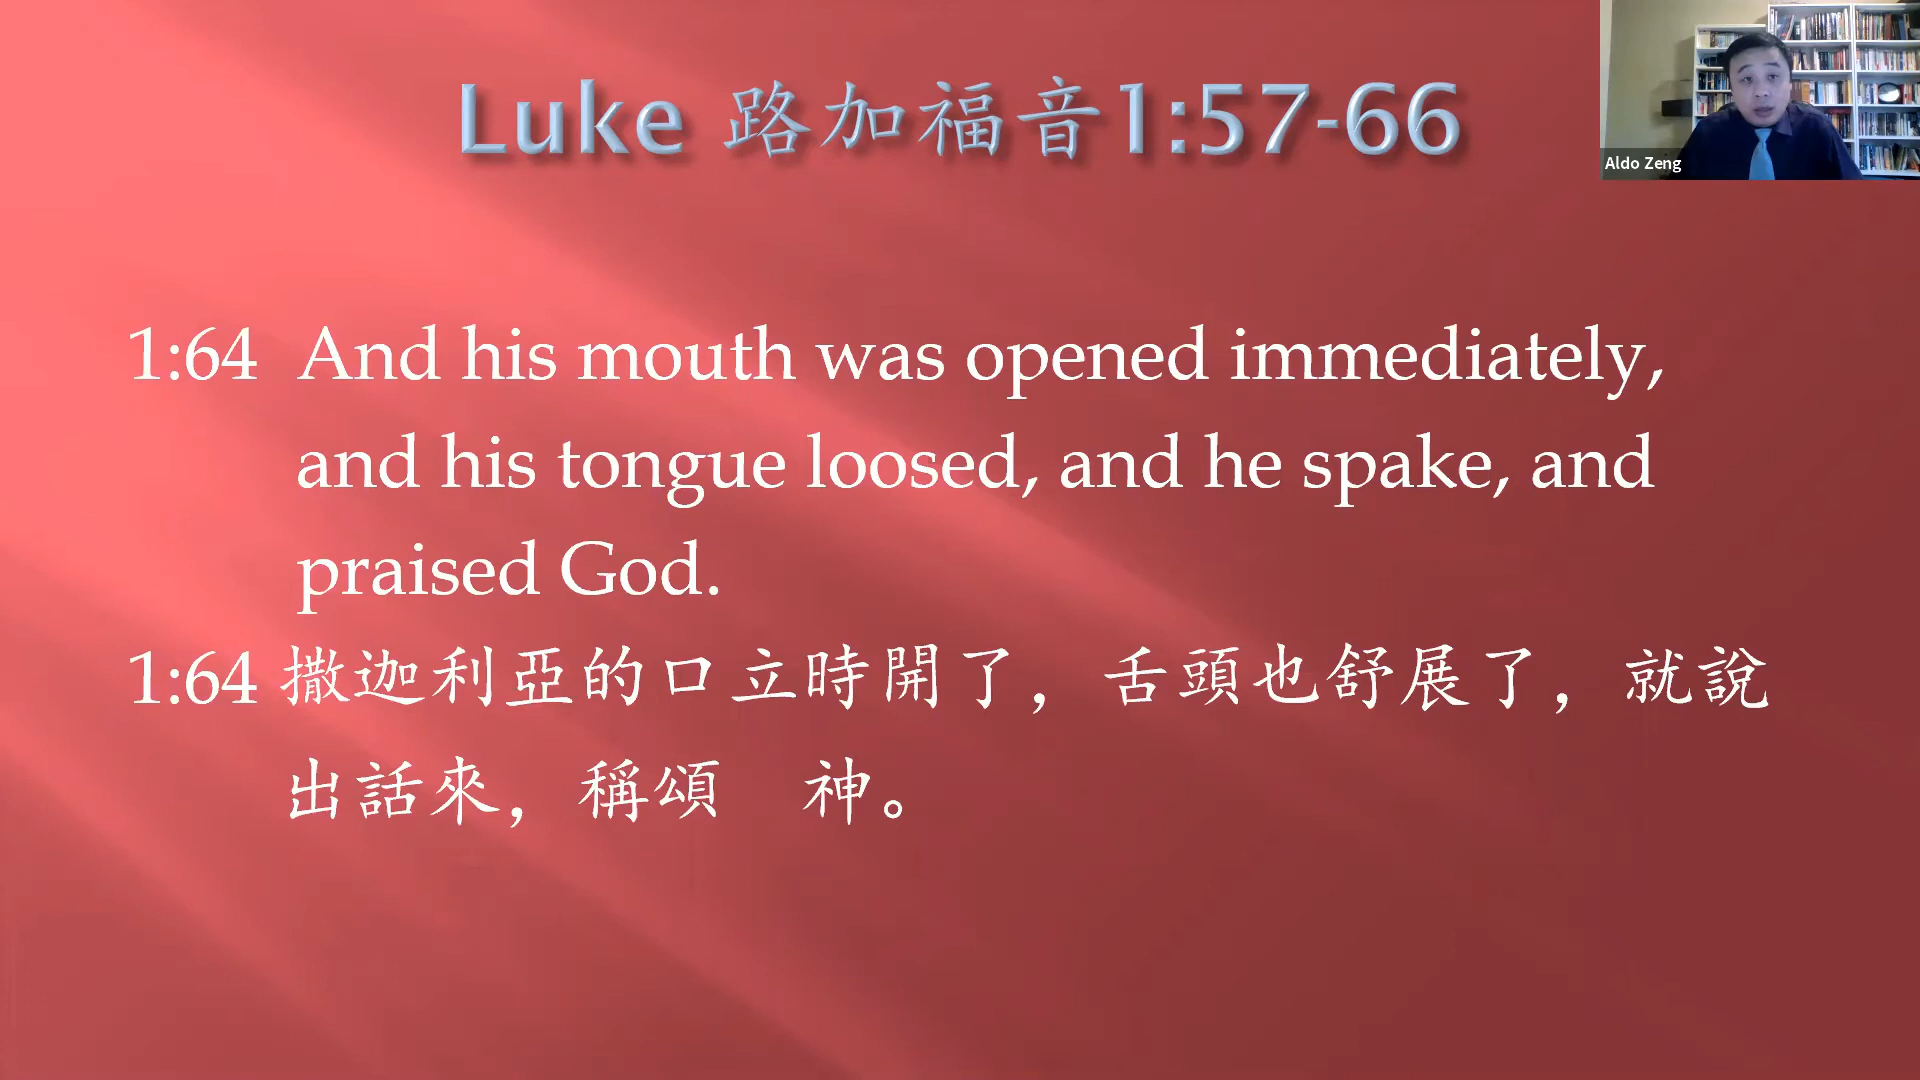 Luke 路加福音1:57-66
Aldo Zeng
1:64 And his mouth was opened immediately,
and his tongue loosed, and he spake, and
praised God.
1:64 撒迦利亞的口立時開了，舌頭也舒展了，就說
出話來，稱頌　神。